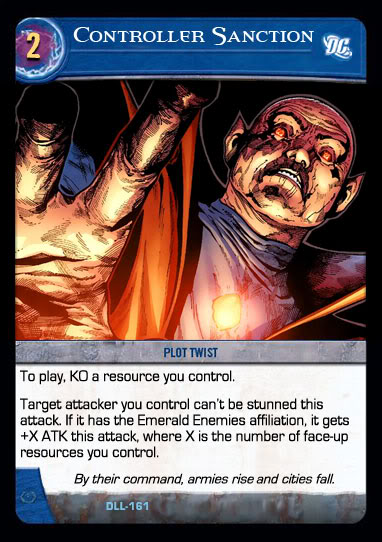 2
Controller Sanction
DC
PLOT TWIST
To play, KO a resource you control.
Target attacker you control can't be stunned this
attack. If it has the Emerald Enemies affiliation, it gets
+X ATK this attack, where X is the number of face-up
resources you control.
By their command, armies rise and cities fall.
DLL-161